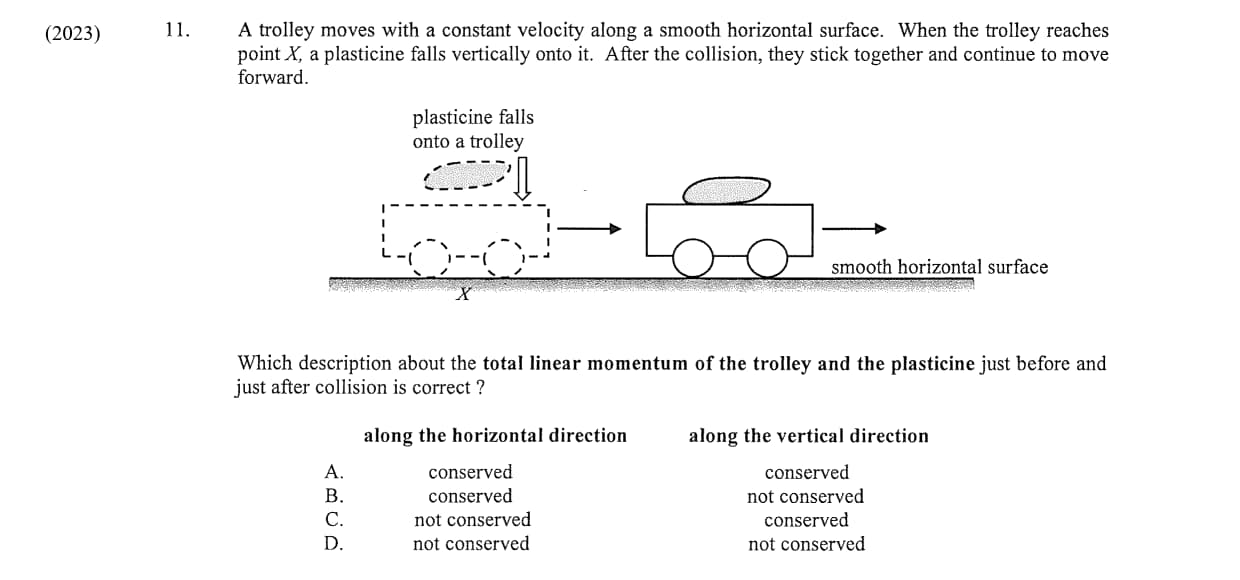 (2023) 11. A trolley moves with a constant velocity along a smooth horizontal surface. When the trolley reaches
point X, a plasticine falls vertically onto it. After the collision, they stick together and continue to move
forward.
plasticine falls
onto a trolley
smooth horizontal surface
X
Which description about the total linear momentum of the trolley and the plasticine just before and
just after collision is correct ?
along the horizontal direction along the vertical direction
A. conserved conserved
B. conserved not conserved
C. not conserved conserved
D. not conserved not conserved